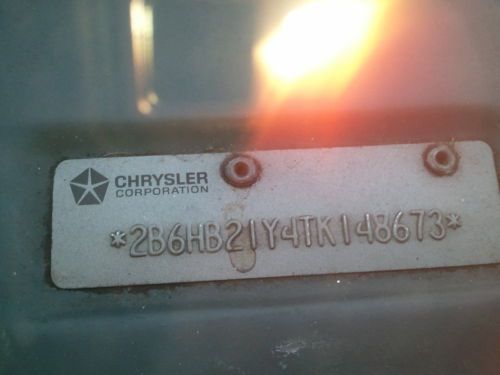 CHRYSLER
CORPORATION
*2B6HB21Y4TK148673*